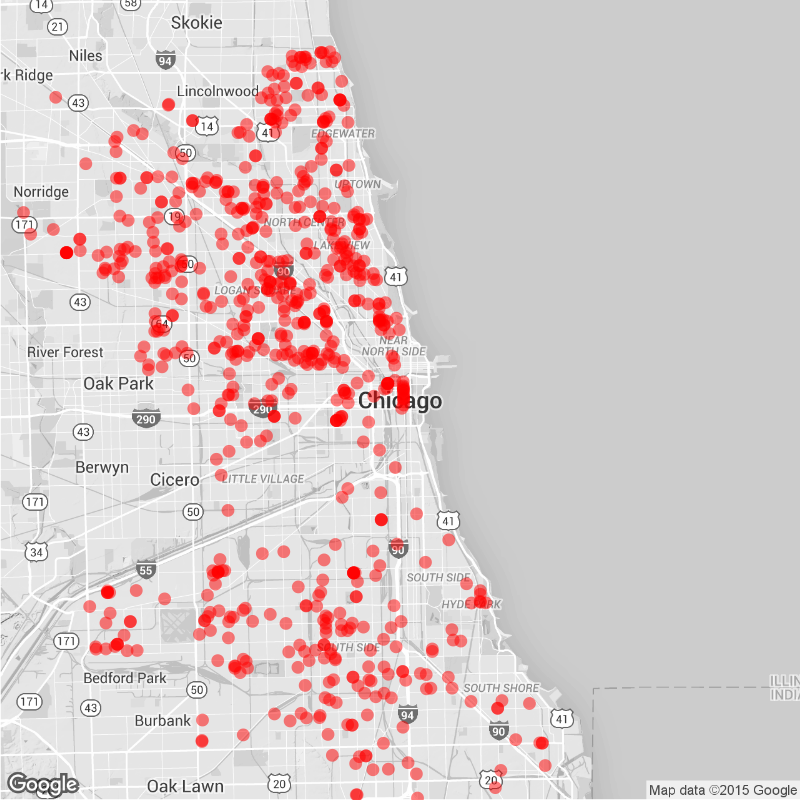 14
58
Skokie
21
Niles
94
rk Ridge
Lincolnwood
43
14
41
EDGEWATER
50
UPTOWN
Norridge
19
171
NORTH CENTER
LAKEVIEW
50
90
41
LOGAN
43
64
NEAR
NORTH SIDE
River Forest
50
Oak Park
290
Chicago
290
43
Berwyn
Cicero
LITTLE VILLAGE
171
50
41
34
90
55
SOUTH SIDE
HYDE PARK
171
SOUTH SIDE
Bedford Park
ILLIN
INDIA
50
SOUTH SHORE
171
43
94
41
Burbank
90
Google
Oak Lawn
20
20
Map data ©2015 Google